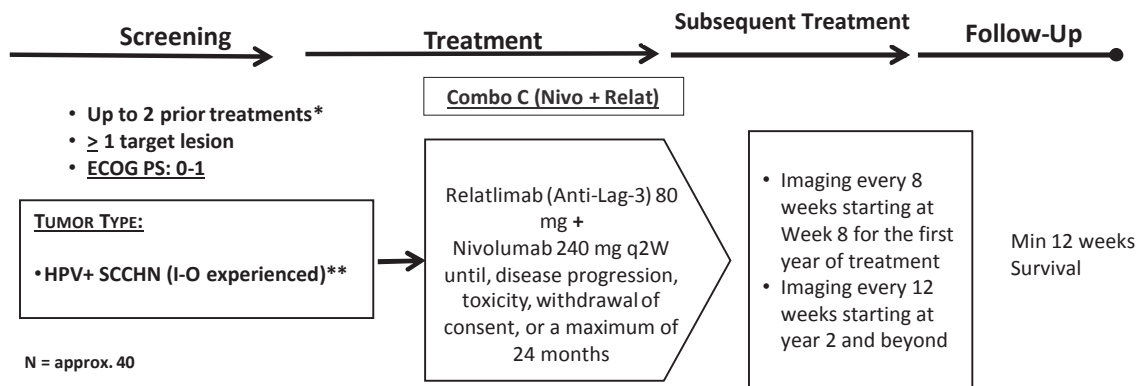 Screening
Treatment
Subsequent Treatment
Follow-Up
Combo C (Nivo + Relat)
• Up to 2 prior treatments*
• > 1 target lesion
• ECOG PS: 0-1
TUMOR TYPE:
•HPV+ SCCHN (I-O experienced)**
N = approx. 40
Relatlimab (Anti-Lag-3) 80
mg +
Nivolumab 240 mg q2W
until, disease progression,
toxicity, withdrawal of
consent, or a maximum of
24 months
• Imaging every 8
weeks starting at
Week 8 for the first
year of treatment
• Imaging every 12
weeks starting at
year 2 and beyond
Min 12 weeks
Survival